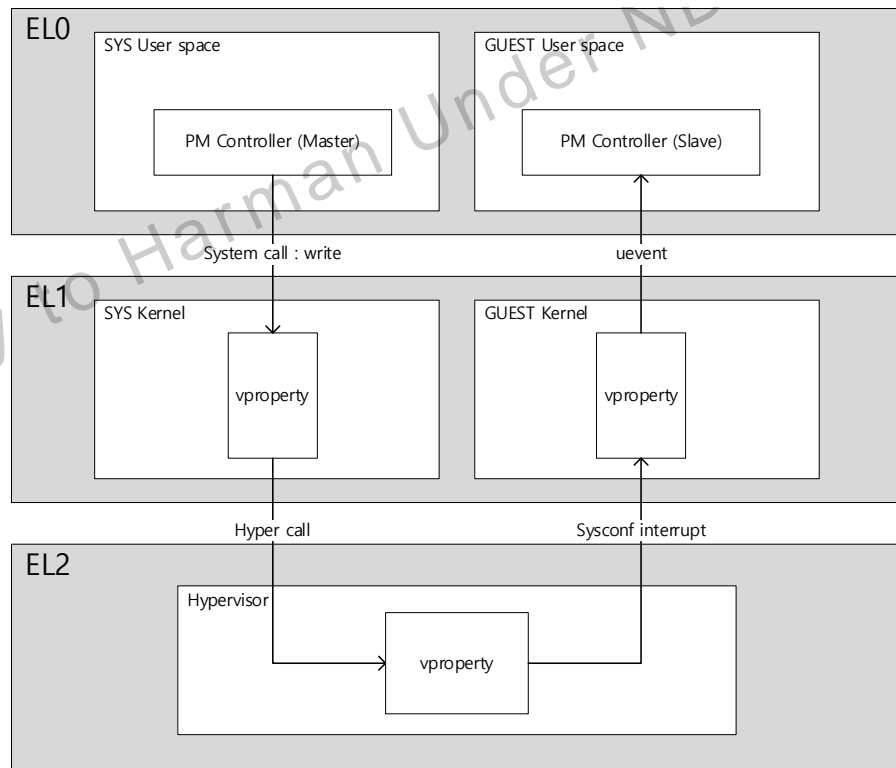 EL0
SYS User space
GUEST User space
PM Controller (Master)
PM Controller (Slave)
to Harman Under
System call : write
uevent
EL1
SYS Kernel
GUEST Kernel
vproperty
vproperty
Hyper call
Sysconf interrupt
EL2
Hypervisor
vproperty